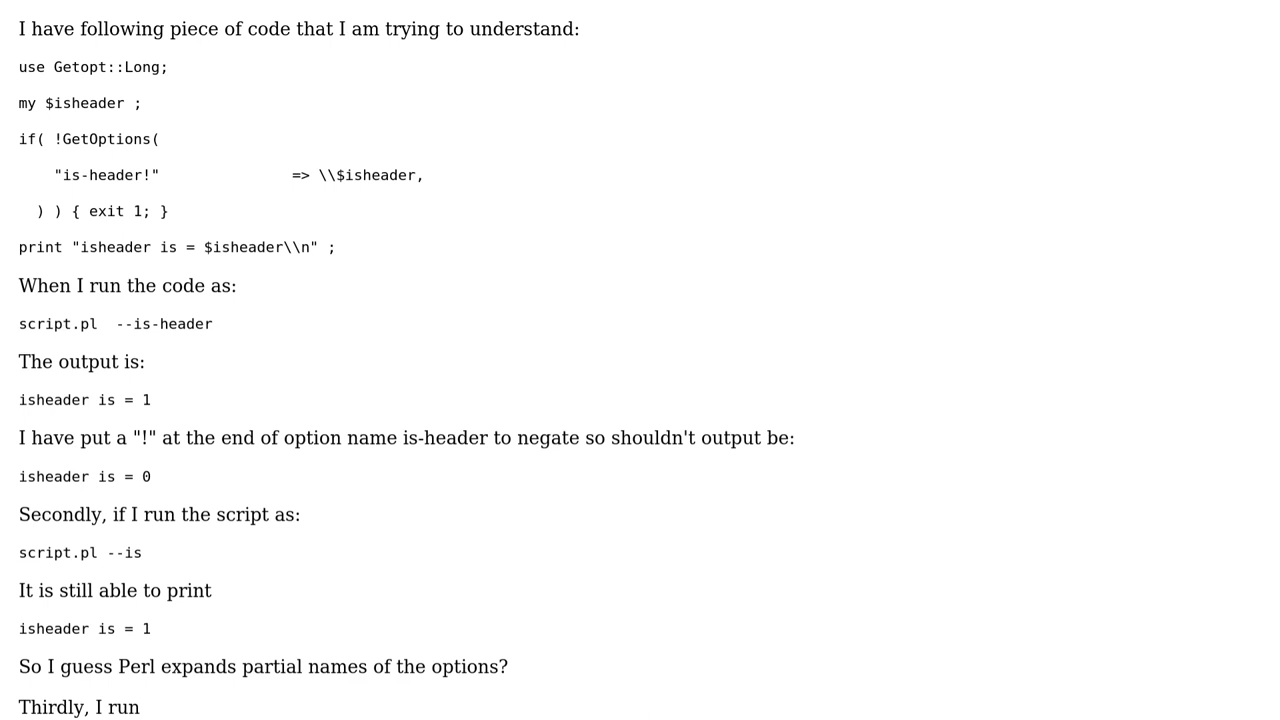 I have following piece of code that I am trying to understand:
use Getopt::Long;
my $isheader ;
if( !GetOptions(
    "is-header!"               => \\$isheader,
  ) ) { exit 1; }
print "isheader is = $isheader\\n" ;
When I run the code as:
script.pl  --is-header
The output is:
isheader is = 1
I have put a "!" at the end of option name is-header to negate so shouldn't output be:
isheader is = 0
Secondly, if I run the script as:
script.pl --is
It is still able to print
isheader is = 1
So I guess Perl expands partial names of the options?
Thirdly, I run